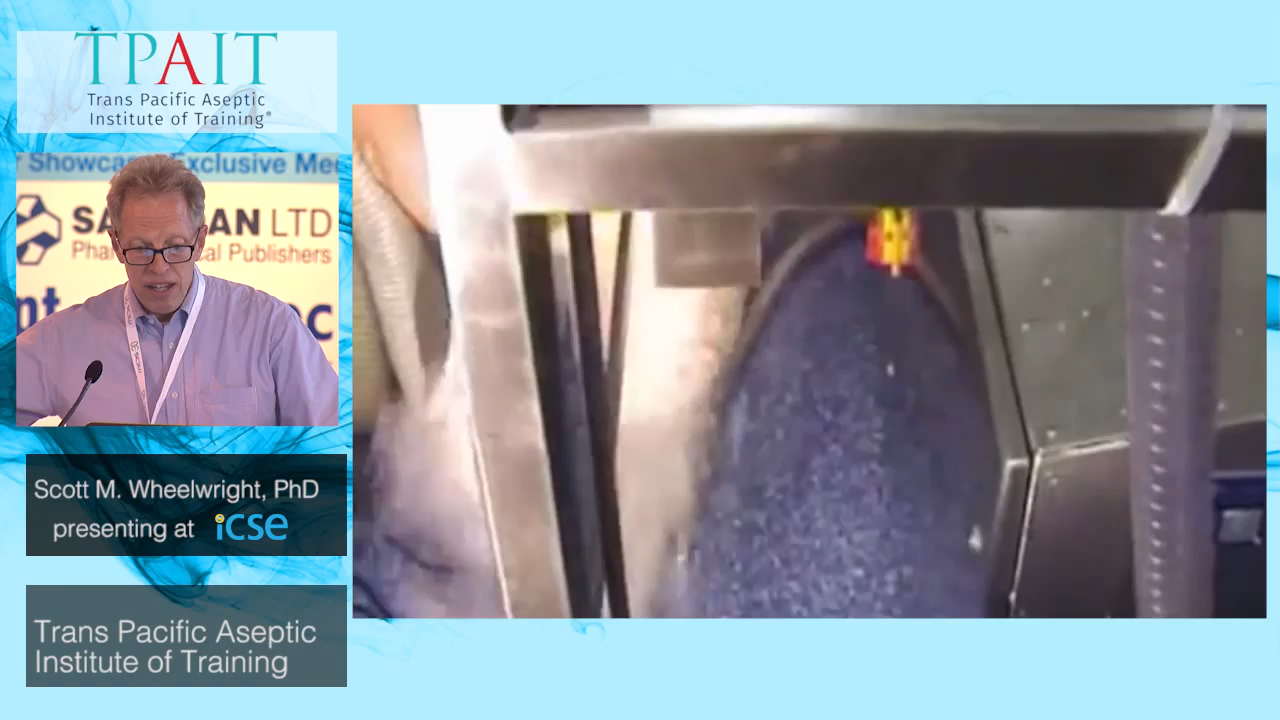 TPAIT
Trans Pacific Aseptic
Institute of Training®
Showcase Exclusive
LTD
Publishers
Scott M. Wheelwright, PhD
presenting at icse
Trans Pacific Aseptic
Institute of Training